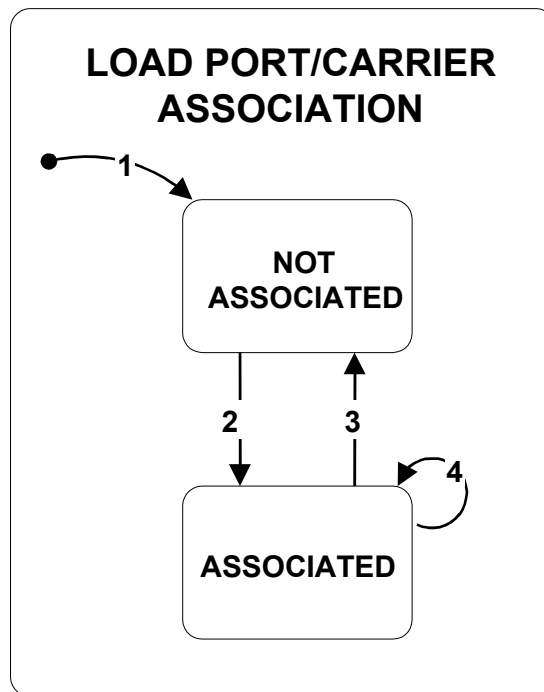 LOAD PORT/CARRIER
ASSOCIATION
1
NOT
ASSOCIATED
2 3
4
ASSOCIATED